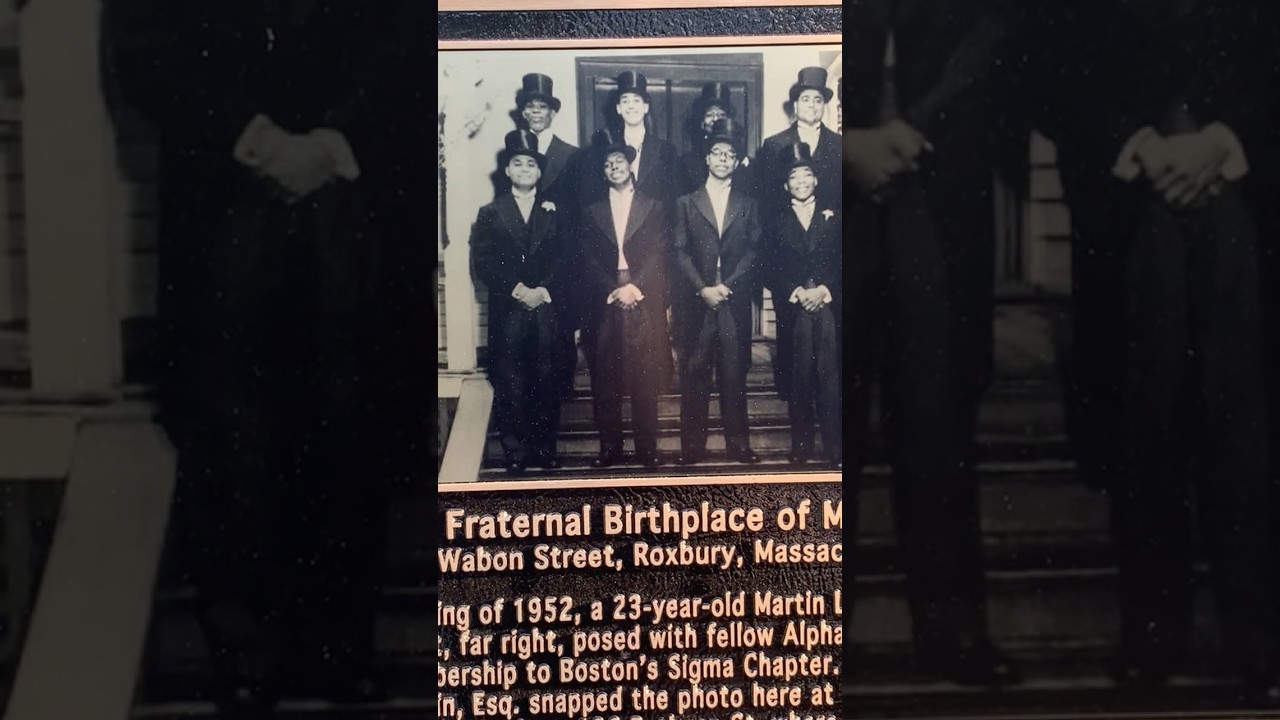 Fraternal Birthplace of M
Wabon Street, Roxbury, Massac
ing of 1952, a 23-year-old Martin L
, far right, posed with fellow Alpha
bership to Boston's Sigma Chapter.
in, Esq. snapped the photo here at